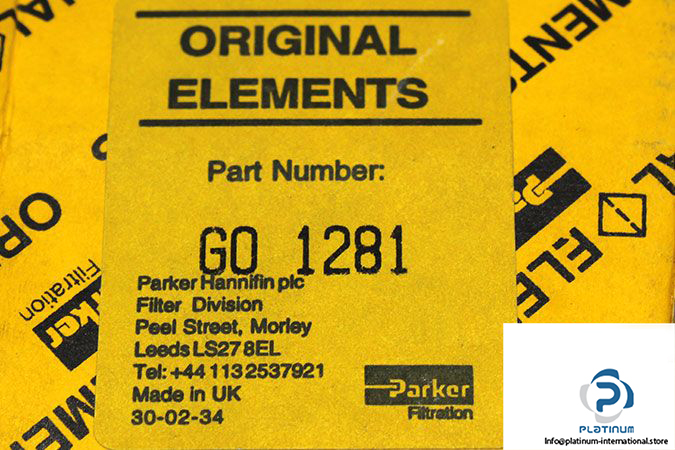 ORIGINAL
ELEMENTS
Part Number:
GO 1281
Parker Hannifin plc
Filter Division
Peel Street, Morley
Leeds LS27 8EL
Tel: +44 113 2537921
Made in UK
30-02-34
Parker
Filtration
Filtration
PLATINUM
Info@platinum-international.store